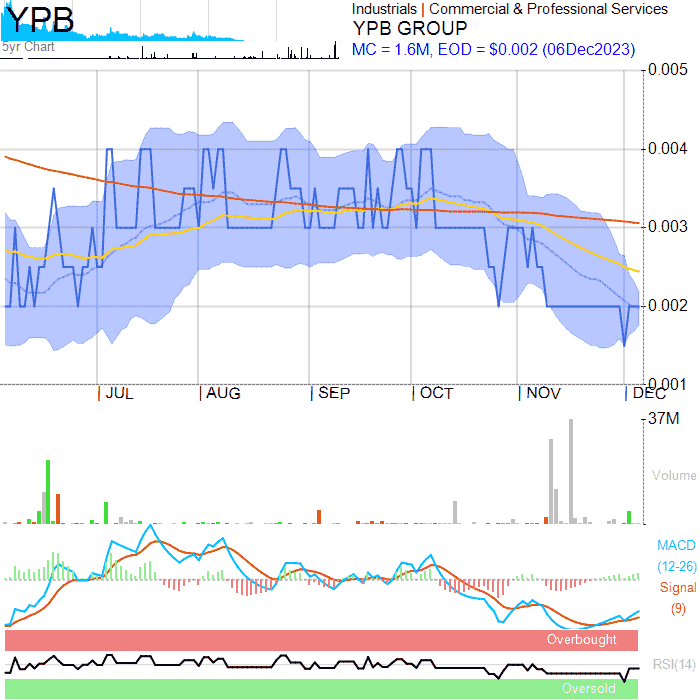 YPB
5yr Chart
Industrials | Commercial & Professional Services
YPB GROUP
MC = 1.6M, EOD = $0.002 (06Dec2023)
0.005
0.004
0.003
0.002
0.001
JUL
AUG
SEP
OCT
NOV
DEC
37M
Volume
MACD
(12-26)
Signal
(9)
Overbought
RSI(14)
Oversold